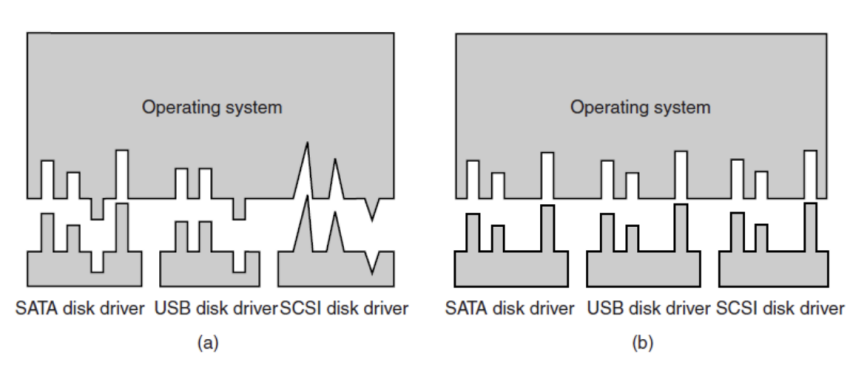 Operating system
Operating system
SATA disk driver USB disk driver SCSI disk driver
SATA disk driver USB disk driver SCSI disk driver
(a)
(b)